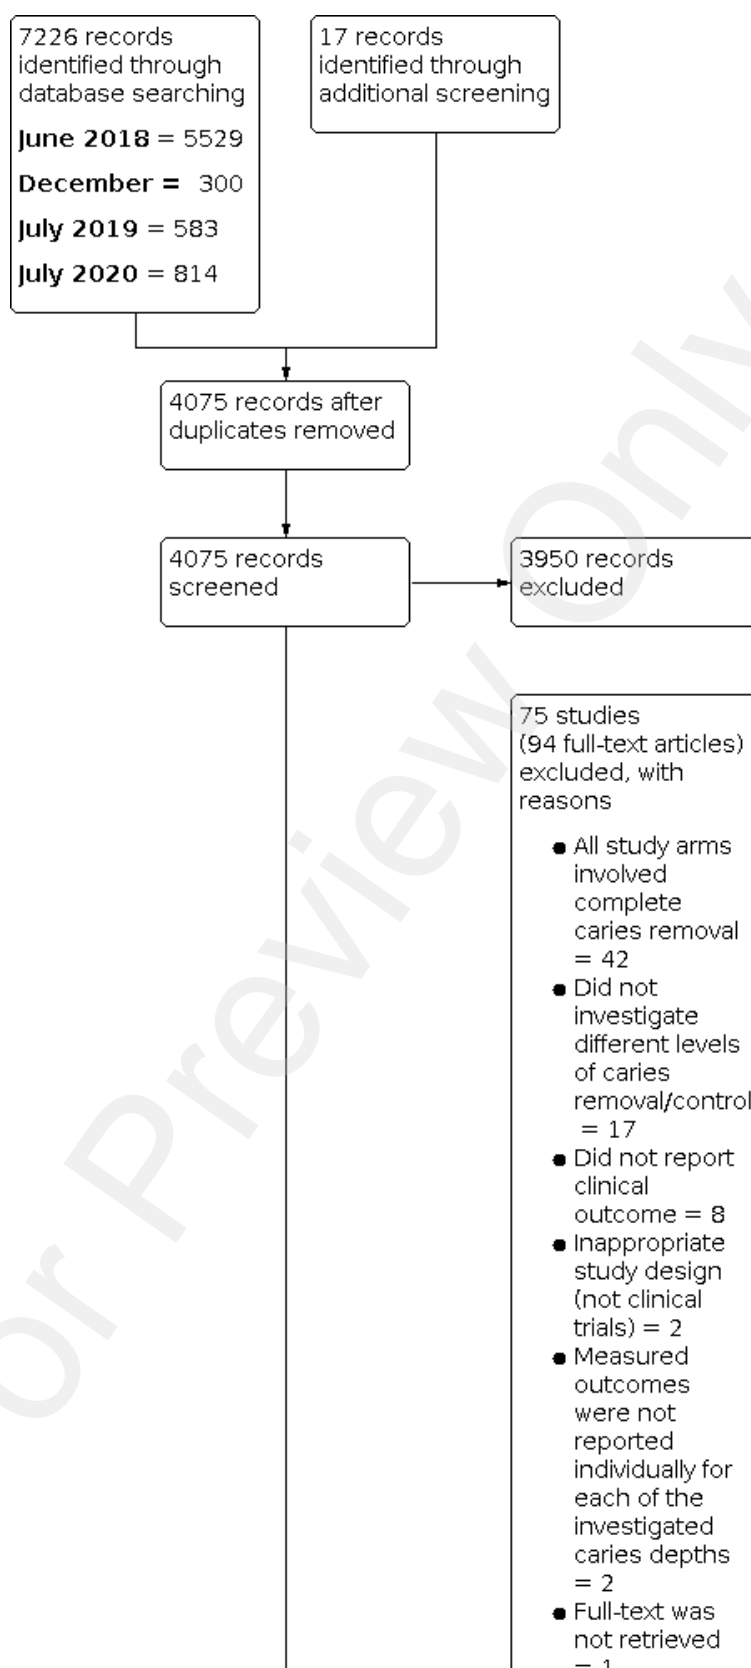 7226 records
identified through
database searching
June 2018 = 5529
December = 300
July 2019 = 583
July 2020 = 814
17 records
identified through
additional screening
4075 records after
duplicates removed
4075 records
screened
3950 records
excluded
75 studies
(94 full-text articles)
excluded, with
reasons
● All study arms
involved
complete
caries removal
= 42
● Did not
investigate
different levels
of caries
removal/control
= 17
● Did not report
clinical
outcome = 8
● Inappropriate
study design
(not clinical
trials) = 2
● Measured
outcomes
were not
reported
individually for
each of the
investigated
caries depths
= 2
● Full-text was
not retrieved
= 1
or Preview Only